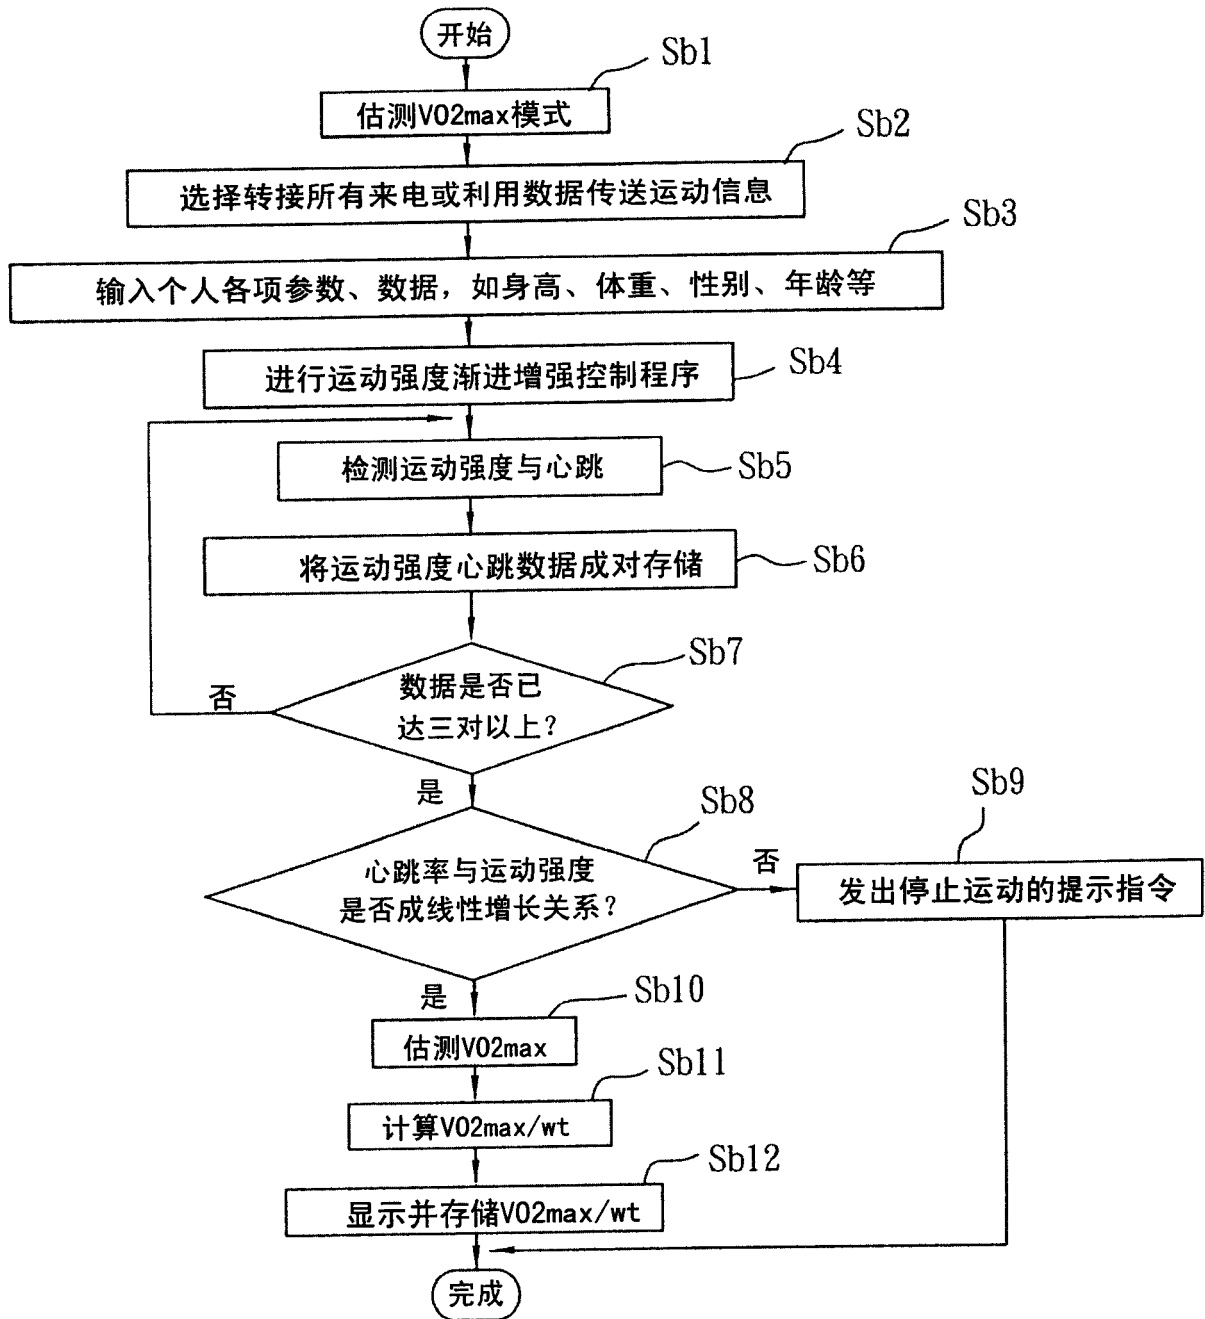 开始
Sb1
估测VO2max模式
Sb2
选择转接所有来电或利用数据传送运动信息
Sb3
输入个人各项参数、数据，如身高、体重、性别、年龄等
进行运动强度渐进增强控制程序
Sb4
检测运动强度与心跳
Sb5
将运动强度心跳数据成对存储
Sb6
Sb7
数据是否已
达三对以上？
否
是
Sb8
心跳率与运动强度
是否成线性增长关系？
否
Sb9
发出停止运动的提示指令
是
Sb10
估测VO2max
Sb11
计算VO2max/wt
Sb12
显示并存储VO2max/wt
完成